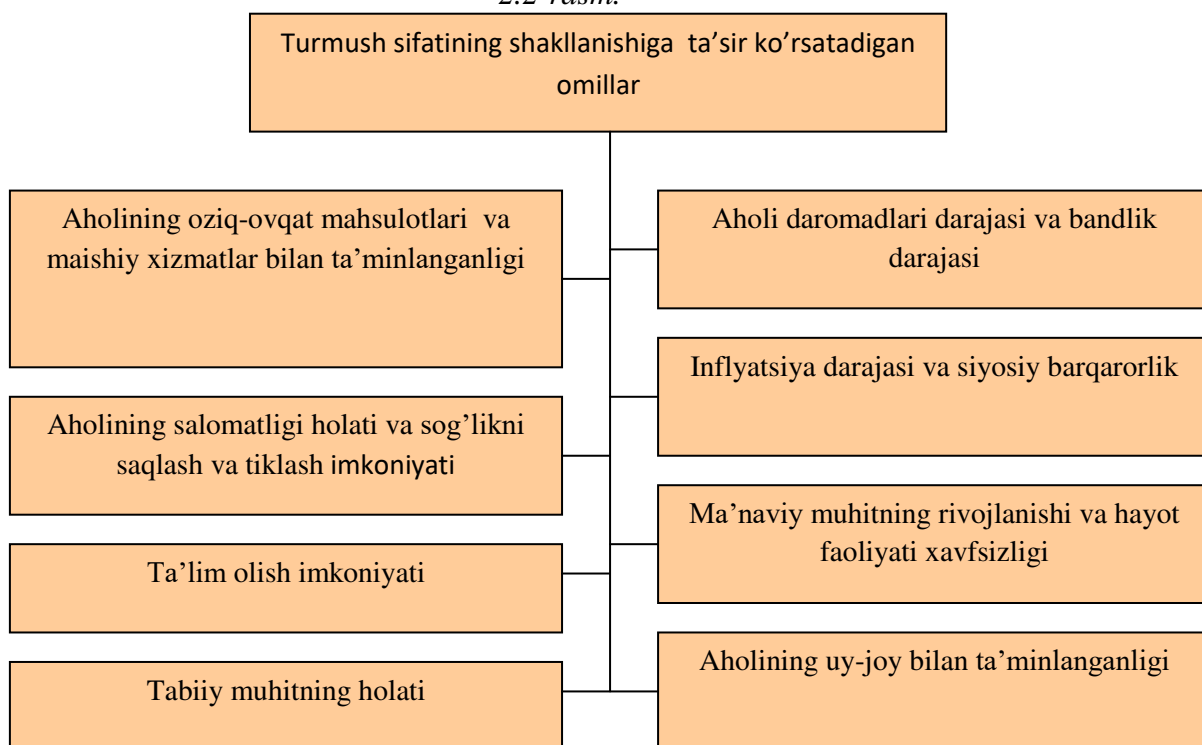 2.2-rasm.
Turmush sifatining shakllanishiga ta’sir ko’rsatadigan
omillar
Aholining oziq-ovqat mahsulotlari va
maishiy xizmatlar bilan ta’minlanganligi
Aholi daromadlari darajasi va bandlik
darajasi
Inflyatsiya darajasi va siyosiy barqarorlik
Aholining salomatligi holati va sog’likni
saqlash va tiklash imkoniyati
Ma’naviy muhitning rivojlanishi va hayot
faoliyati xavfsizligi
Ta’lim olish imkoniyati
Aholining uy-joy bilan ta’minlanganligi
Tabiiy muhitning holati